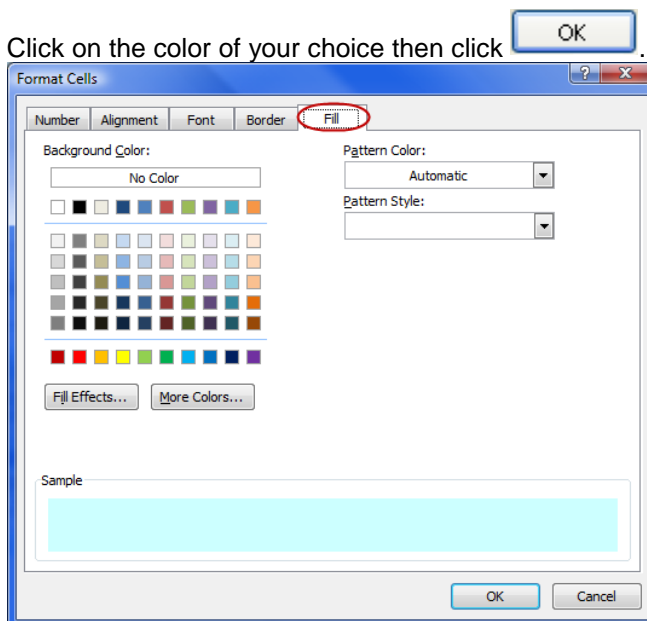 Click on the color of your choice then click OK.
Format Cells ? X
Number Alignment Font Border Fill
Background Color: Pattern Color:
No Color Automatic
Pattern Style:
Fill Effects... More Colors...
Sample
OK Cancel